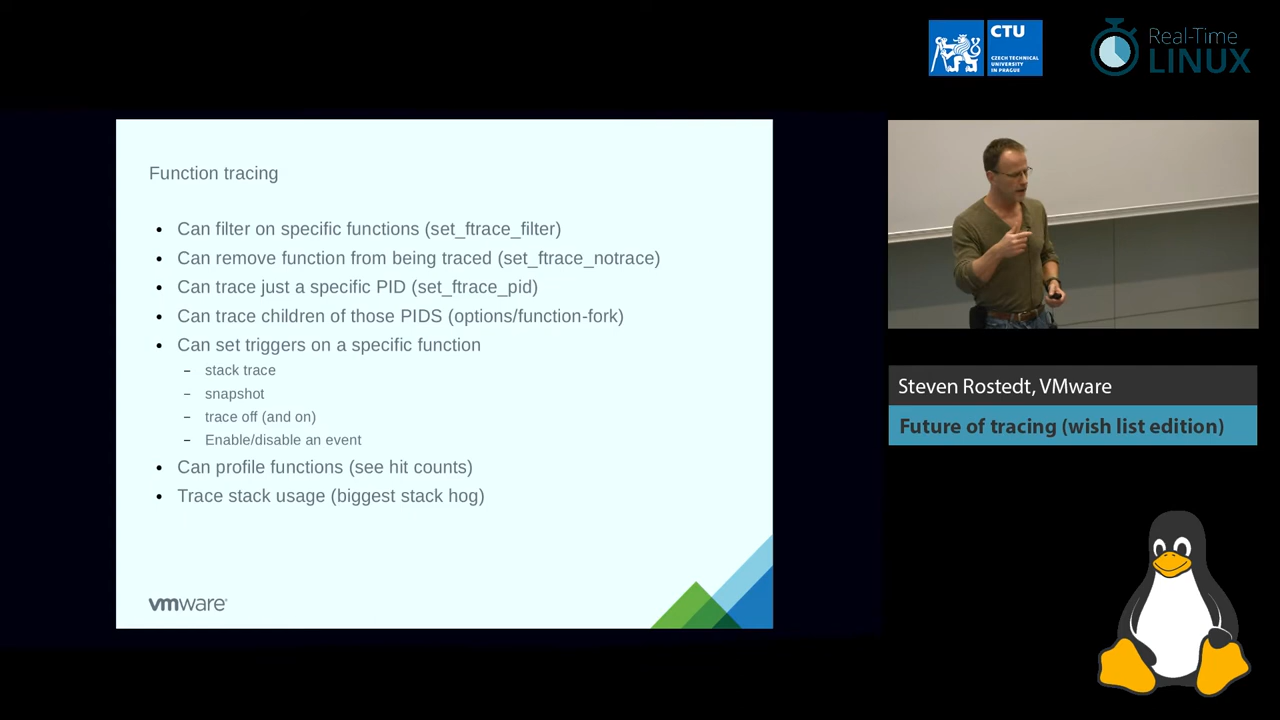 CTU
CZECH TECHNICAL
UNIVERSITY
IN PRAGUE
Real-Time
LINUX
Function tracing
• Can filter on specific functions (set_ftrace_filter)
• Can remove function from being traced (set_ftrace_notrace)
• Can trace just a specific PID (set_ftrace_pid)
• Can trace children of those PIDS (options/function-fork)
• Can set triggers on a specific function
– stack trace
– snapshot
– trace off (and on)
– Enable/disable an event
• Can profile functions (see hit counts)
• Trace stack usage (biggest stack hog)
vmware
Steven Rostedt, VMware
Future of tracing (wish list edition)